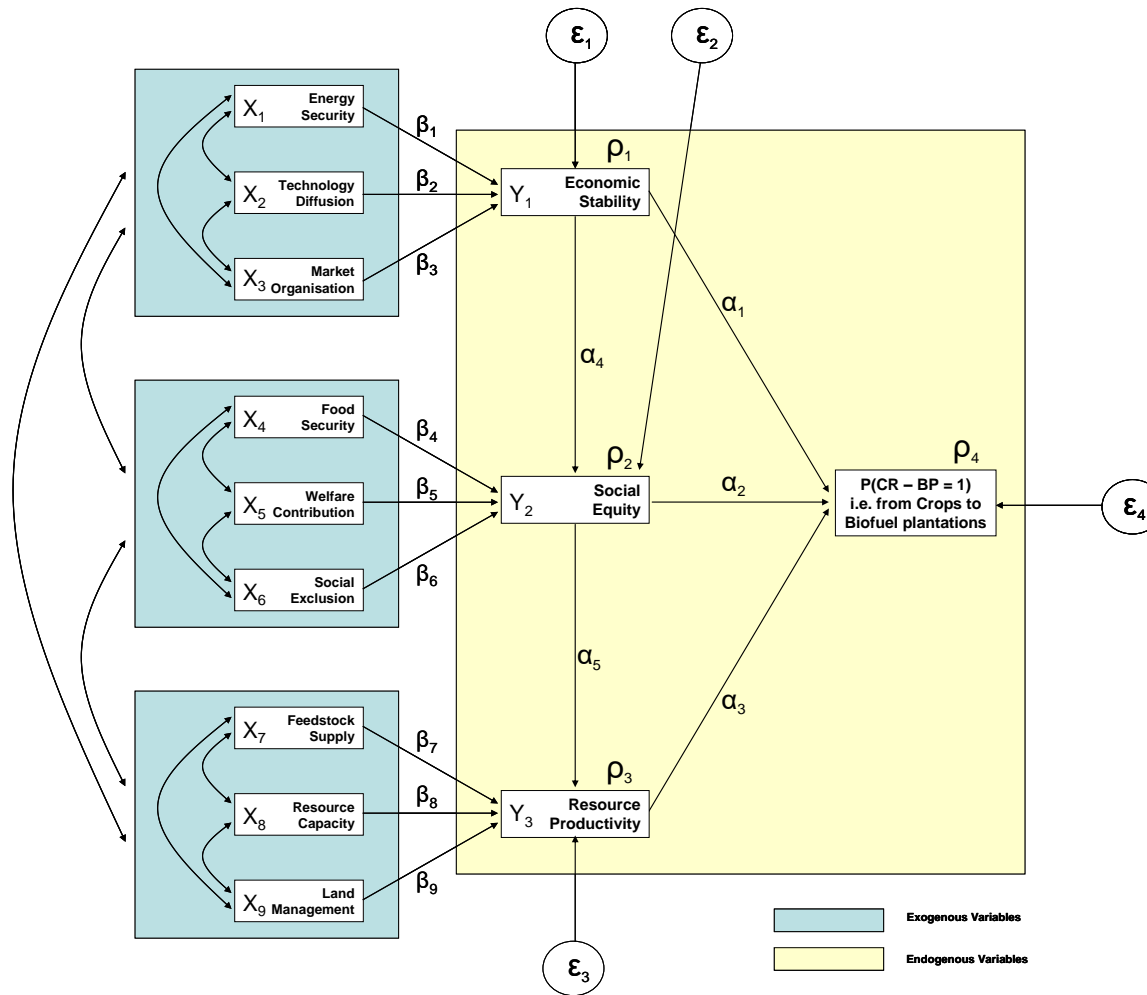 ε1
ε2
X1 Energy
Security
β1
ρ1
X2 Technology
Diffusion
β2
Y1 Economic
Stability
X3 Market
Organisation
β3
α1
α4
X4 Food
Security
β4
ρ2
ρ4
X5 Welfare
Contribution
β5
Y2 Social
Equity
α2
P(CR – BP = 1)
i.e. from Crops to
Biofuel plantations
ε4
X6 Social
Exclusion
β6
α5
α3
X7 Feedstock
Supply
β7
ρ3
X8 Resource
Capacity
β8
Y3 Resource
Productivity
X9 Land
Management
β9
ε3
Exogenous Variables
Endogenous Variables